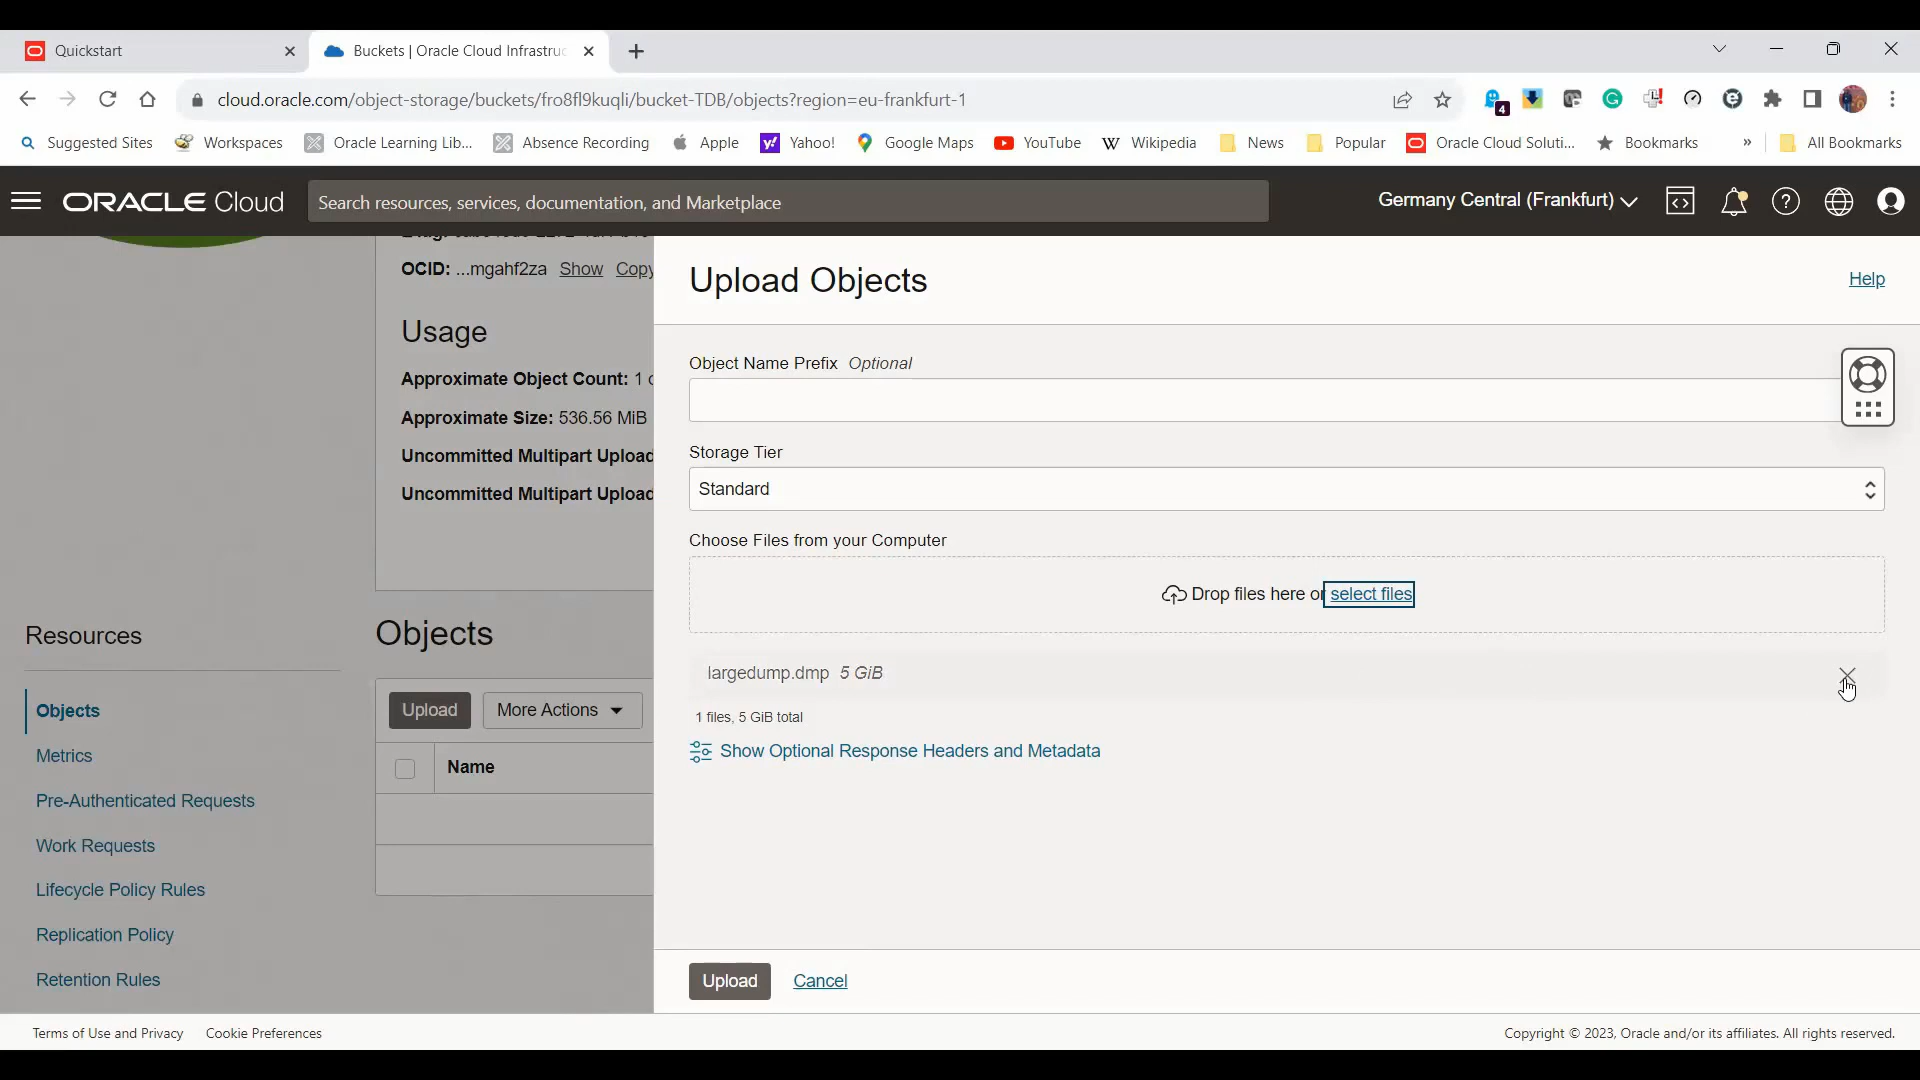 Quickstart
Buckets | Oracle Cloud Infrastruc
cloud.oracle.com/object-storage/buckets/fro8fl9kuqli/bucket-TDB/objects?region=eu-frankfurt-1
4
Suggested Sites
Workspaces
Oracle Learning Lib...
Absence Recording
Apple
Yahoo!
Google Maps
YouTube
Wikipedia
News
Popular
Oracle Cloud Soluti...
Bookmarks
»
All Bookmarks
ORACLE Cloud
Search resources, services, documentation, and Marketplace
Germany Central (Frankfurt)
OCID: ...mgahf2za Show Copy
Usage
Approximate Object Count: 1
Approximate Size: 536.56 MiB
Uncommitted Multipart Upload
Uncommitted Multipart Upload
Resources
Objects
Metrics
Pre-Authenticated Requests
Work Requests
Lifecycle Policy Rules
Replication Policy
Retention Rules
Objects
Upload
More Actions
Name
Upload Objects
Help
Object Name Prefix Optional
Storage Tier
Standard
Choose Files from your Computer
Drop files here or select files
largedump.dmp 5 GiB
1 files, 5 GiB total
Show Optional Response Headers and Metadata
Upload
Cancel
Terms of Use and Privacy
Cookie Preferences
Copyright © 2023, Oracle and/or its affiliates. All rights reserved.